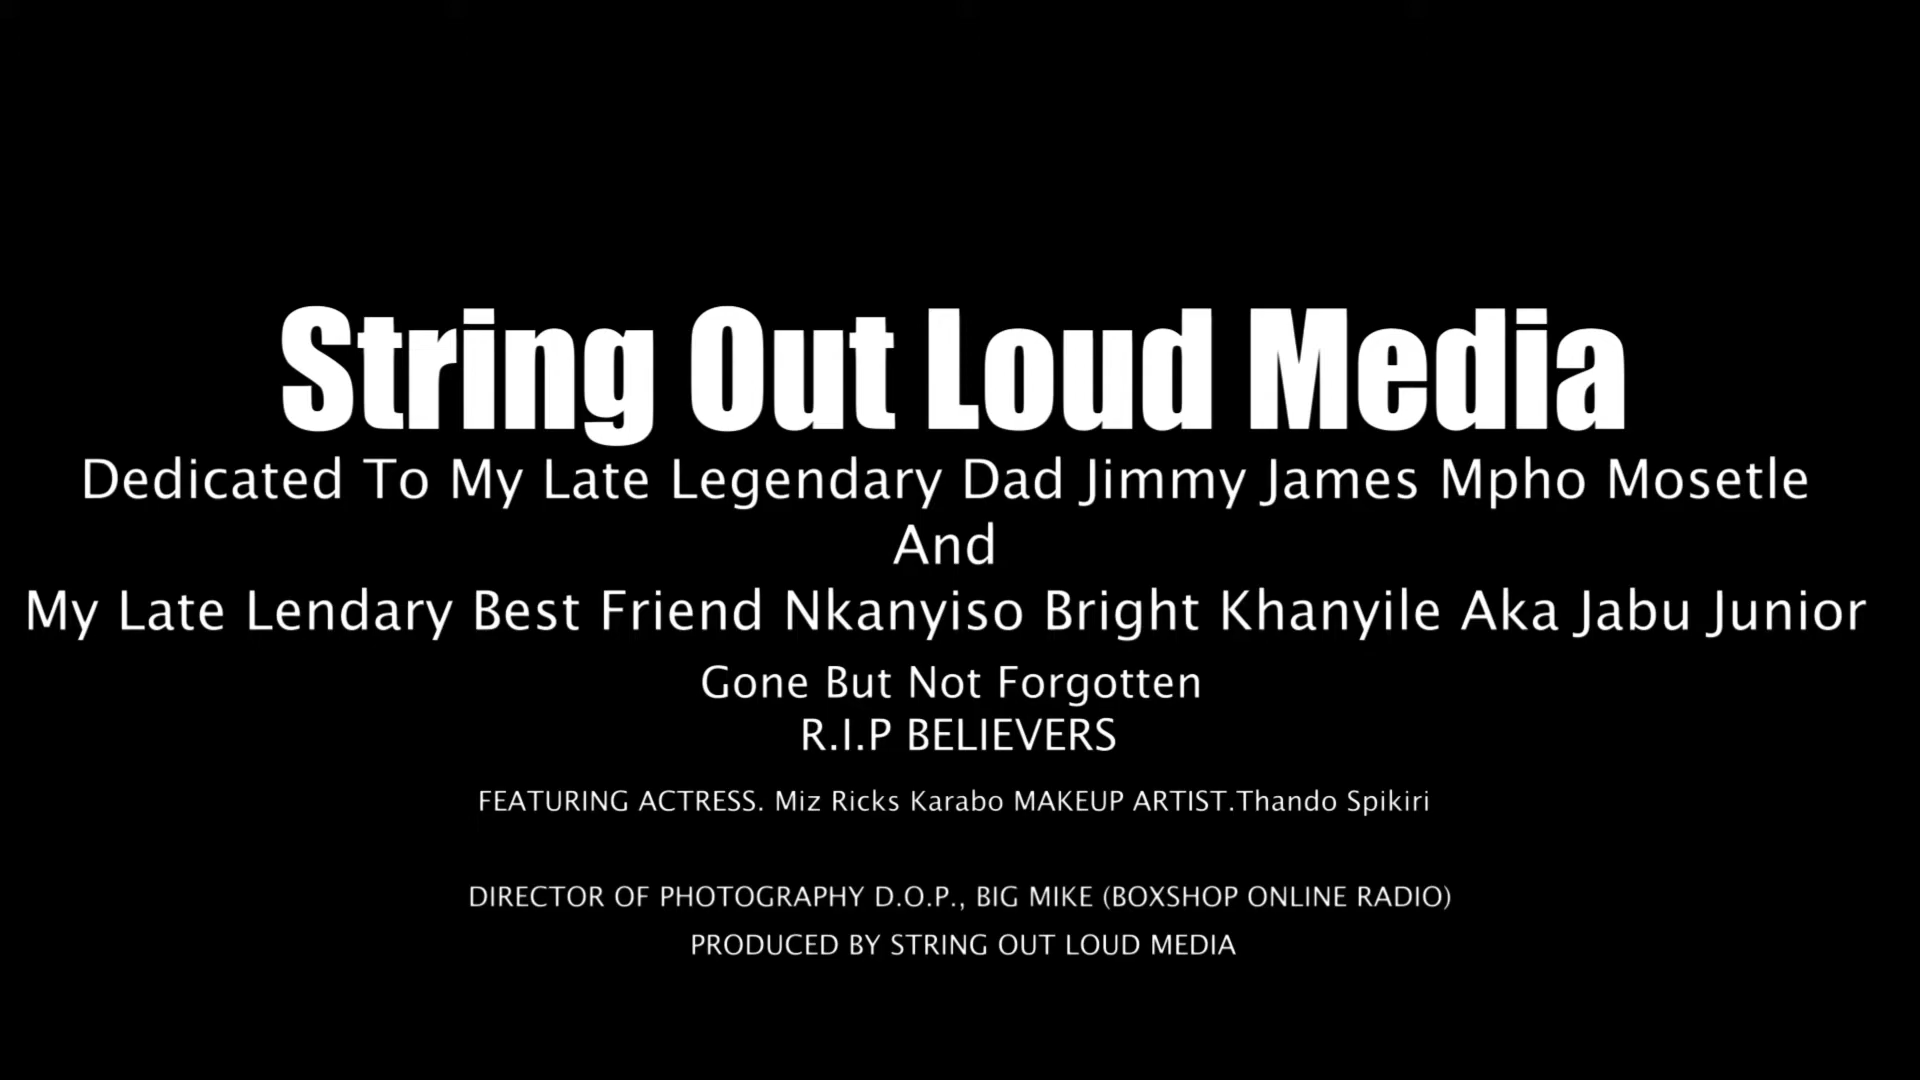 String Out Loud Media
Dedicated To My Late Legendary Dad Jimmy James Mpho Mosetle
And
My Late Lendary Best Friend Nkanyiso Bright Khanyile Aka Jabu Junior
Gone But Not Forgotten
R.I.P BELIEVERS
FEATURING ACTRESS. Miz Ricks Karabo MAKEUP ARTIST.Thando Spikiri
DIRECTOR OF PHOTOGRAPHY D.O.P., BIG MIKE (BOXSHOP ONLINE RADIO)
PRODUCED BY STRING OUT LOUD MEDIA